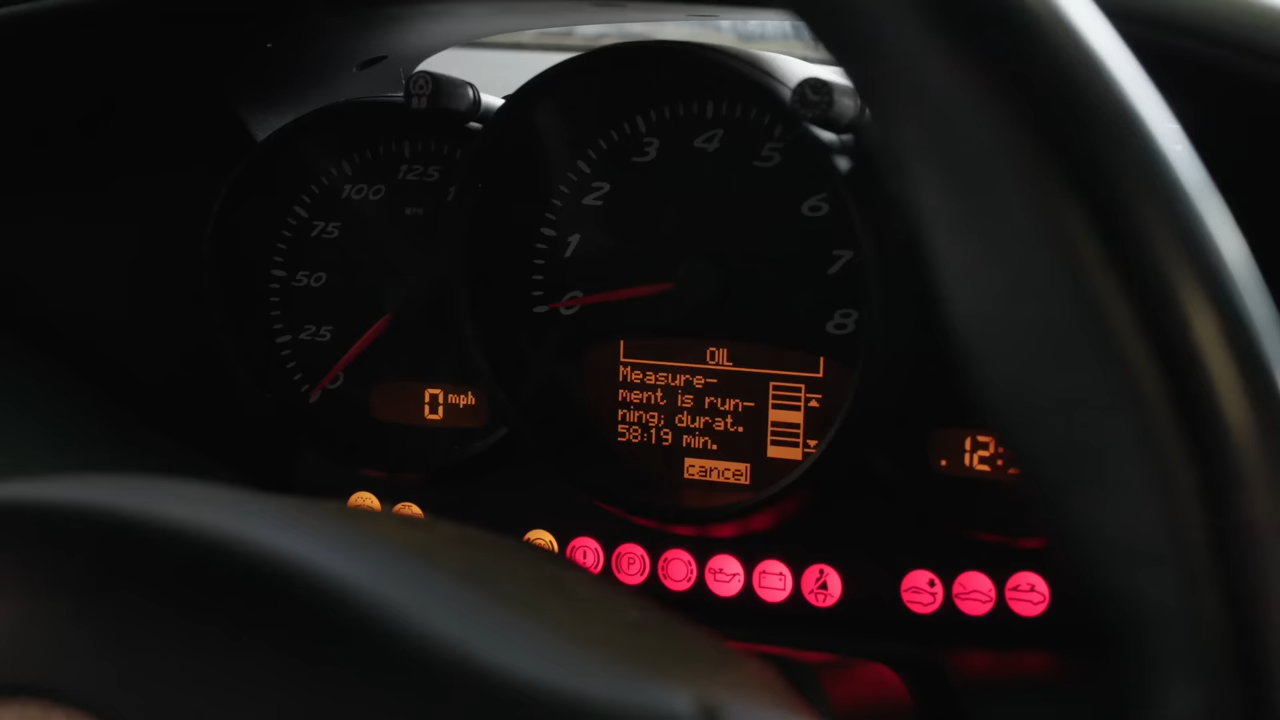 125
100
75
50
25
0
0 mph
3 4 5
2
6
1
7
0
8
OIL
Measure-
ment is run-
ning; durat.
58:19 min.
cancel
12:
P